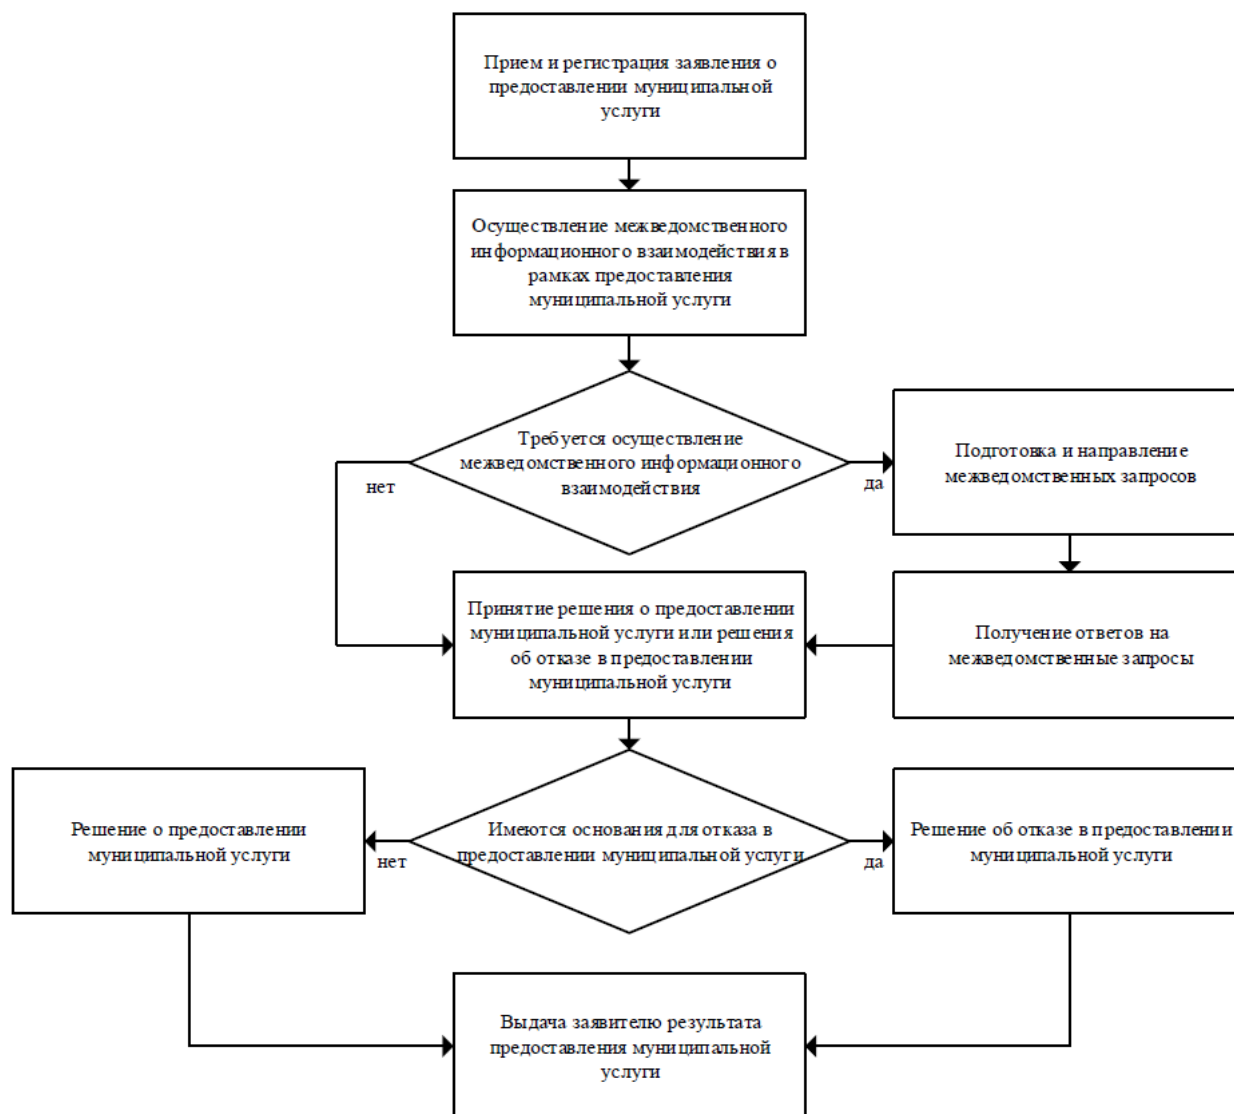 Прием и регистрация заявления о
предоставлении муниципальной
услуги
Осуществление межведомственного
информационного взаимодействия в
рамках предоставления
муниципальной услуги
Требуется осуществление
межведомственного информационного
взаимодействия
нет
да
Подготовка и направление
межведомственных запросов
Принятие решения о предоставлении
муниципальной услуги или решения
об отказе в предоставлении
муниципальной услуги
Получение ответов на
межведомственные запросы
Решение о предоставлении
муниципальной услуги
нет
Имеются основания для отказа в
предоставлении муниципальной услуги
да
Решение об отказе в предоставлении
муниципальной услуги
Выдача заявителю результата
предоставления муниципальной
услуги